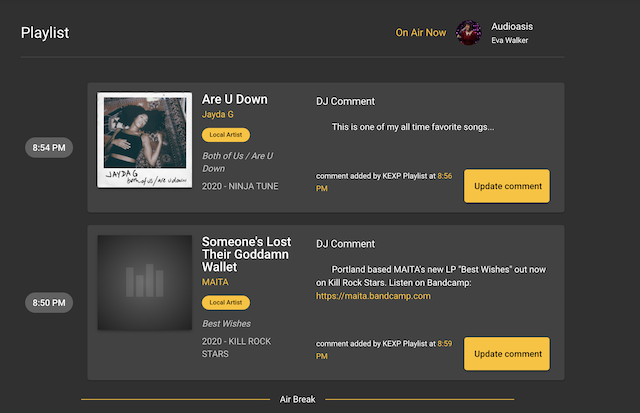 Playlist
On Air Now
Audioasis
Eva Walker
8:54 PM
JAYDA G
both of us / are u down
Are U Down
Jayda G
Local Artist
Both of Us / Are U
Down
2020 - NINJA TUNE
DJ Comment
This is one of my all time favorite songs...
comment added by KEXP Playlist at 8:56
PM
Update comment
8:50 PM
Someone's Lost
Their Goddamn
Wallet
MAITA
Local Artist
Best Wishes
2020 - KILL ROCK
STARS
DJ Comment
Portland based MAITA's new LP "Best Wishes" out now
on Kill Rock Stars. Listen on Bandcamp:
https://maita.bandcamp.com
comment added by KEXP Playlist at 8:59
PM
Update comment
Air Break